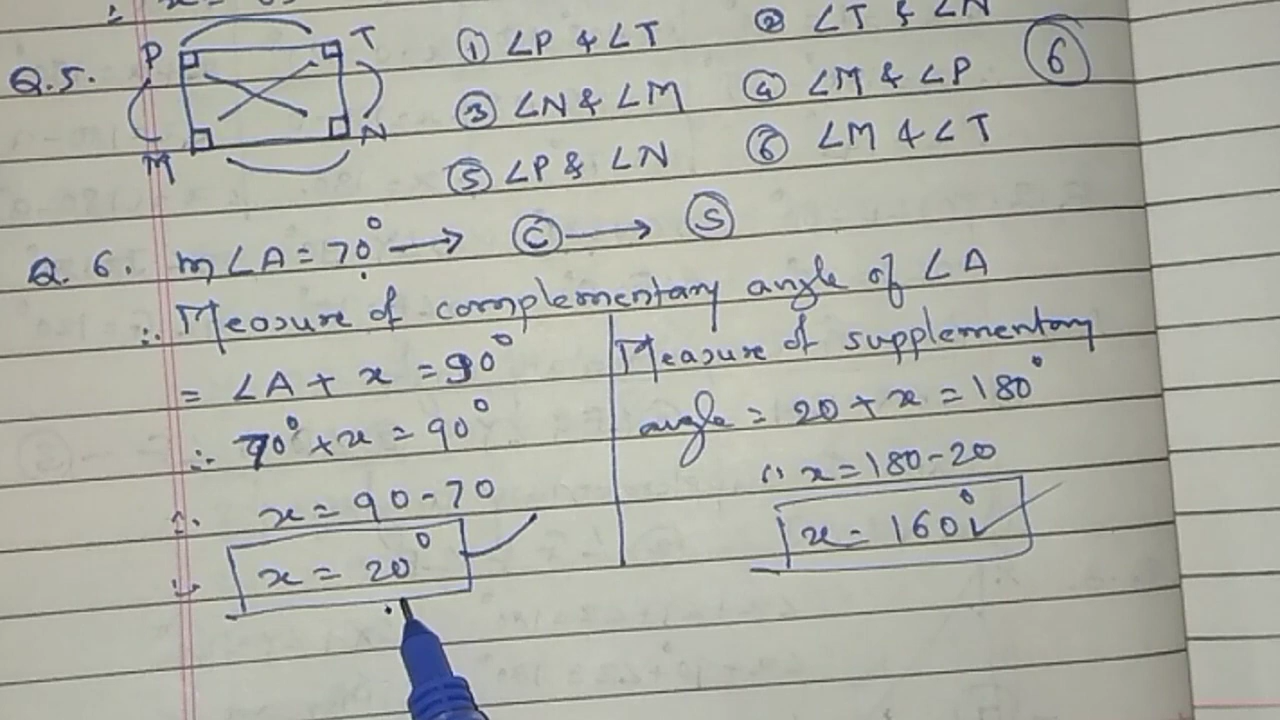 Q.5. P T ① ∠P & ∠T ② ∠T & ∠N
③ ∠N & ∠M ④ ∠M & ∠P ⑥
M N ⑤ ∠P & ∠N ⑥ ∠M & ∠T
Q. 6. m∠A = 70° → Ⓒ → Ⓢ
∴ Measure of complementary angle of ∠A
= ∠A + x = 90°
∴ 70° + x = 90°
∴ x = 90 - 70
∴ x = 20°
Measure of supplementary
angle = 20 + x = 180°
∴ x = 180 - 20
x = 160°